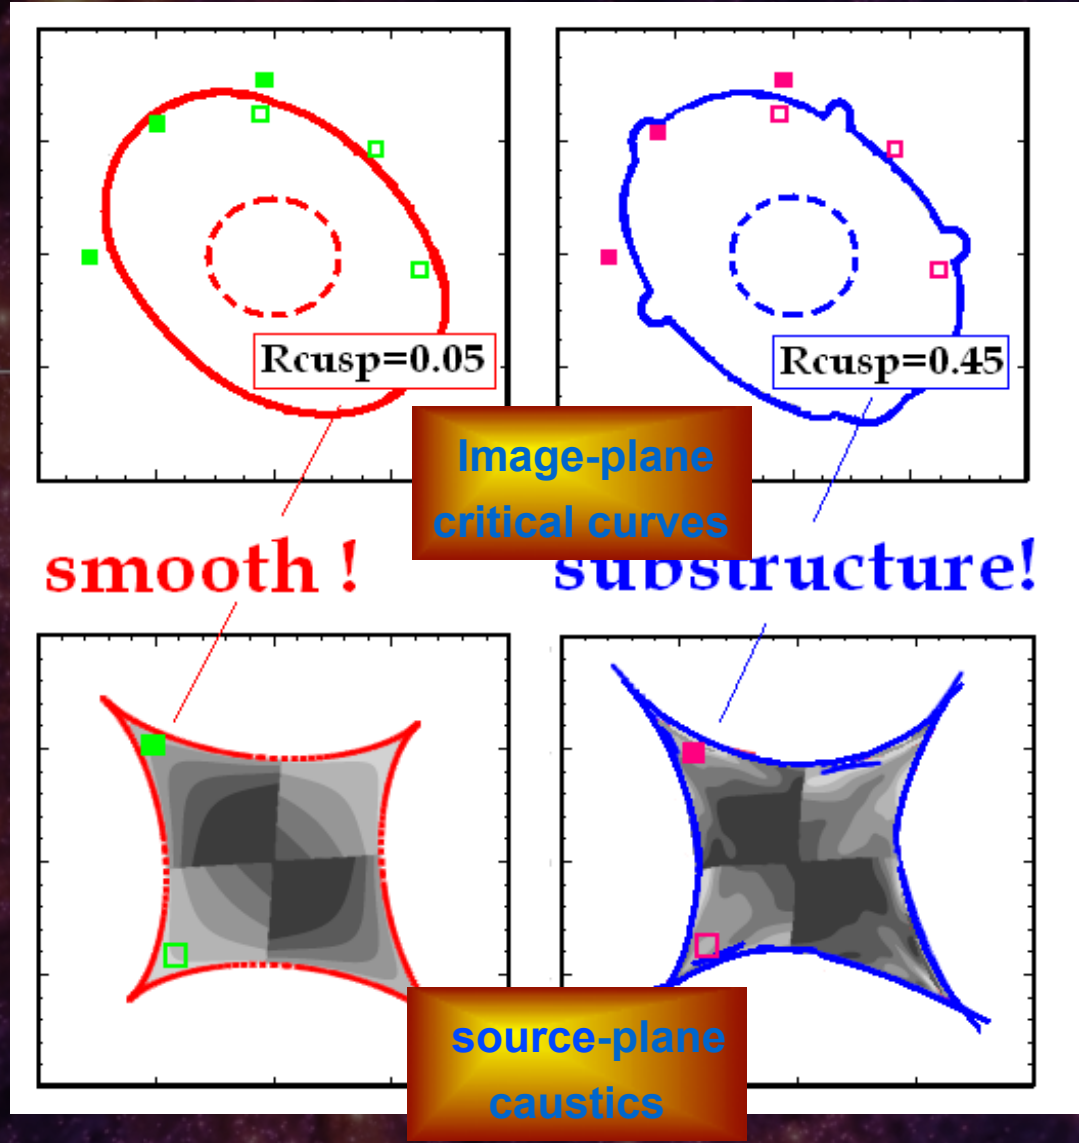 Rcusp=0.05
Rcusp=0.45
Image-plane
critical curves
smooth !
substructure!
source-plane
caustics